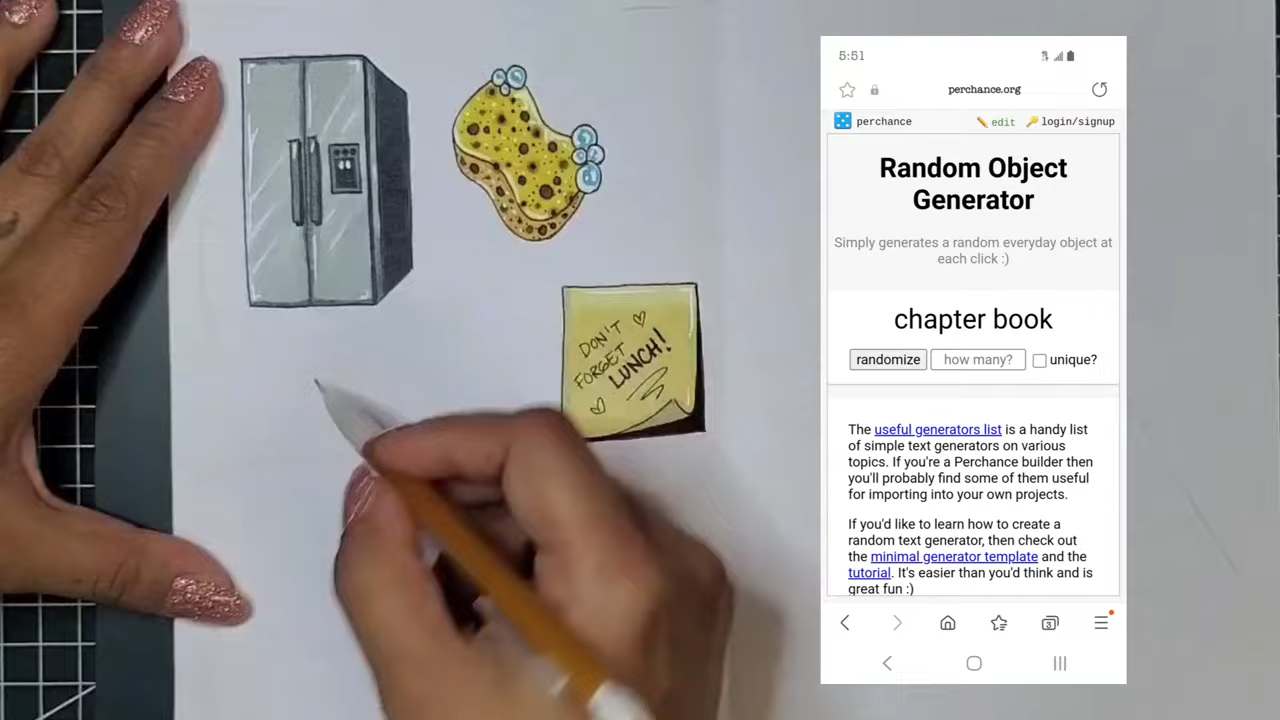 DON'T
FORGET
LUNCH!
5:51
perchance.org
perchance
edit
login/signup
Random Object
Generator
Simply generates a random everyday object at
each click :)
chapter book
randomize how many? unique?
The useful generators list is a handy list
of simple text generators on various
topics. If you're a Perchance builder then
you'll probably find some of them useful
for importing into your own projects.
If you'd like to learn how to create a
random text generator, then check out
the minimal generator template and the
tutorial. It's easier than you'd think and is
great fun :)
3